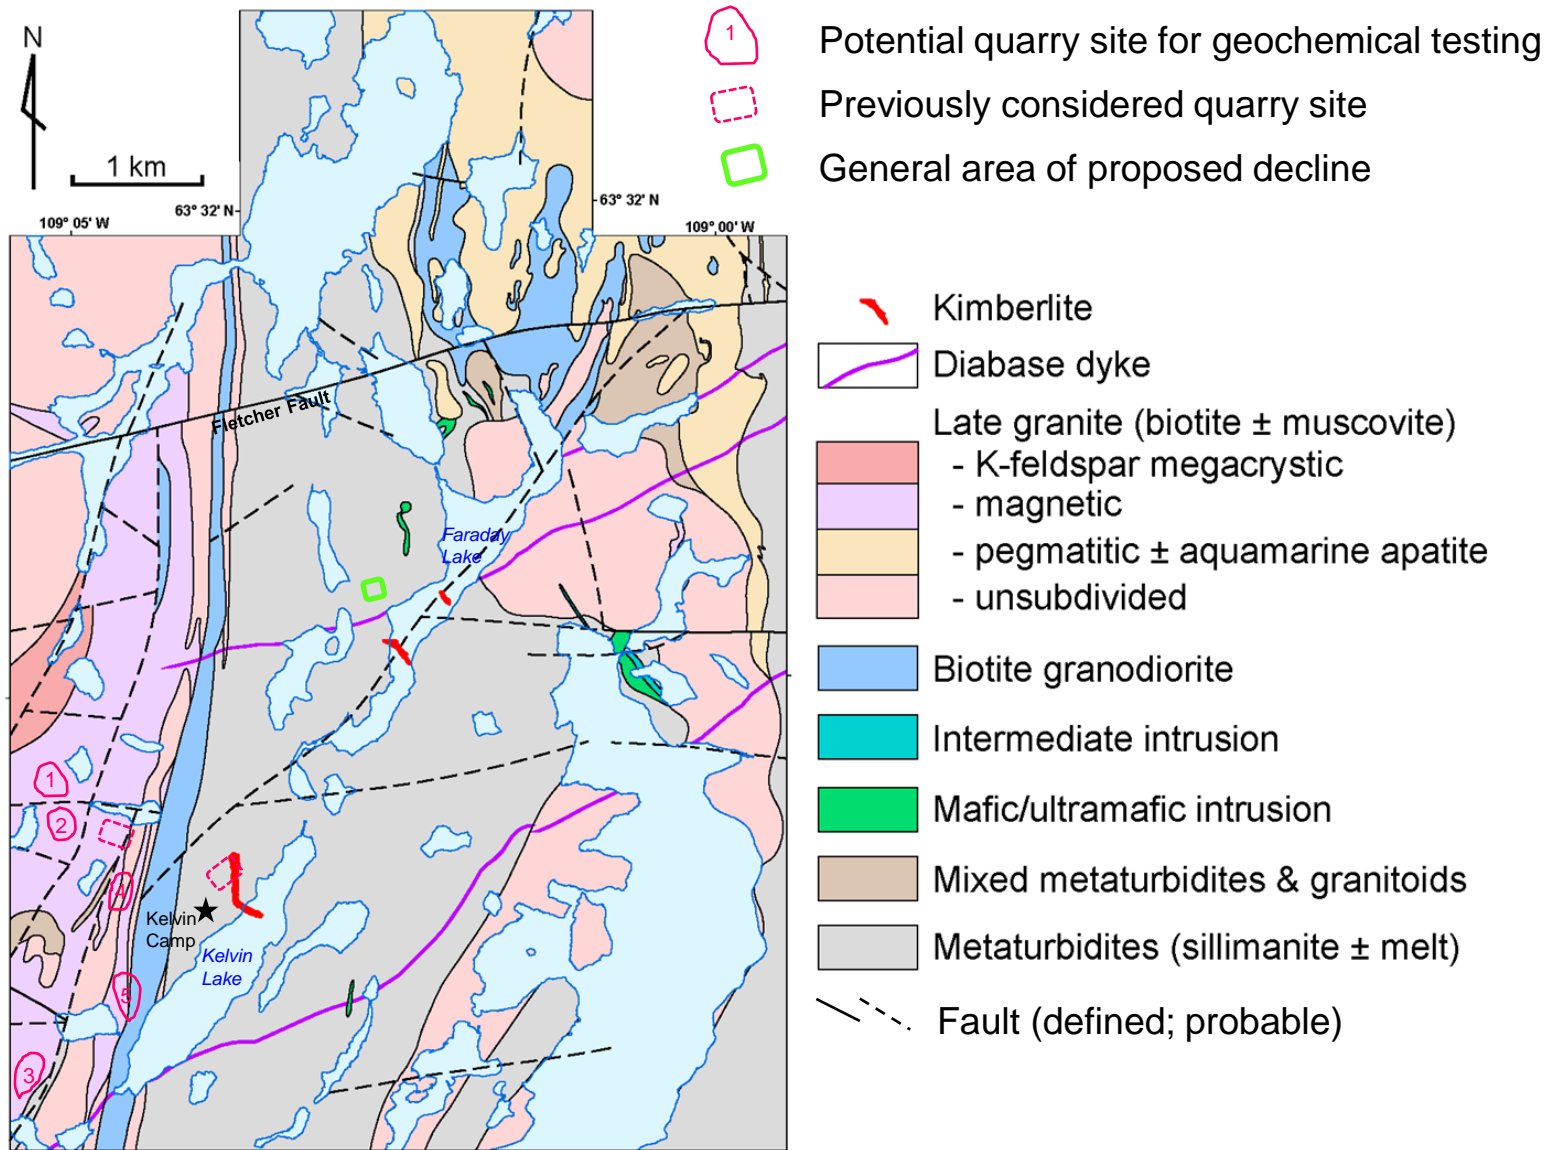 N
1 km
63° 32' N
63° 32' N
109° 05' W
109° 00' W
1
Potential quarry site for geochemical testing
Previously considered quarry site
General area of proposed decline
Kimberlite
Diabase dyke
Late granite (biotite ± muscovite)
- K-feldspar megacrystic
- magnetic
- pegmatitic ± aquamarine apatite
- unsubdivided
Biotite granodiorite
Intermediate intrusion
Mafic/ultramafic intrusion
Mixed metaturbidites & granitoids
Metaturbidites (sillimanite ± melt)
Fault (defined; probable)
Fletcher Fault
Faraday
Lake
1
2
4
Kelvin
Camp
Kelvin
Lake
5
3